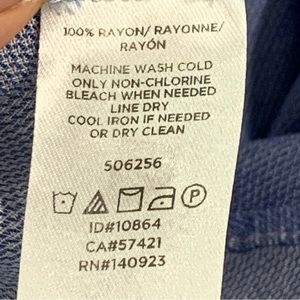 100% RAYON/ RAYONNE/
RAYÓN
MACHINE WASH COLD
ONLY NON-CHLORINE
BLEACH WHEN NEEDED
LINE DRY
COOL IRON IF NEEDED
OR DRY CLEAN
506256
P
ID#10864
CA#57421
RN#140923